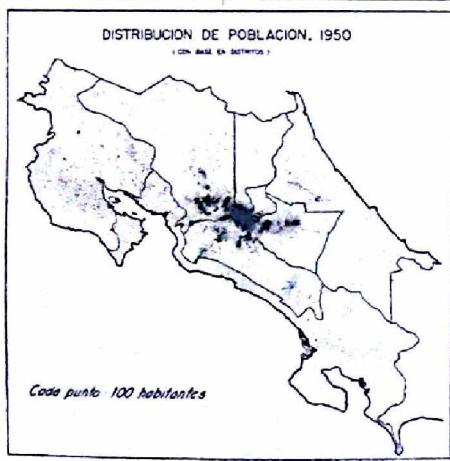 DISTRIBUCION DE POBLACION, 1950
( CON BASE EN DISTRITOS )
Cada punto 100 habitantes